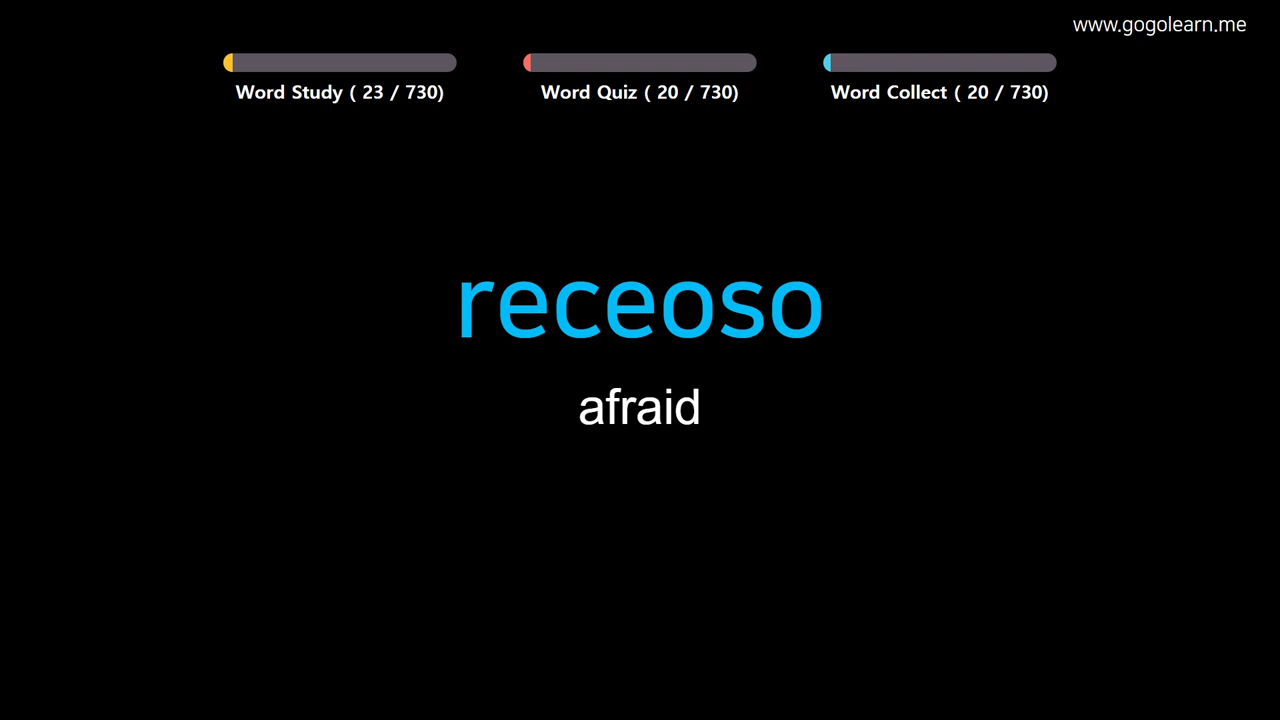 www.gogolearn.me
Word Study ( 23 / 730)
Word Quiz ( 20 / 730)
Word Collect ( 20 / 730)
receoso
afraid